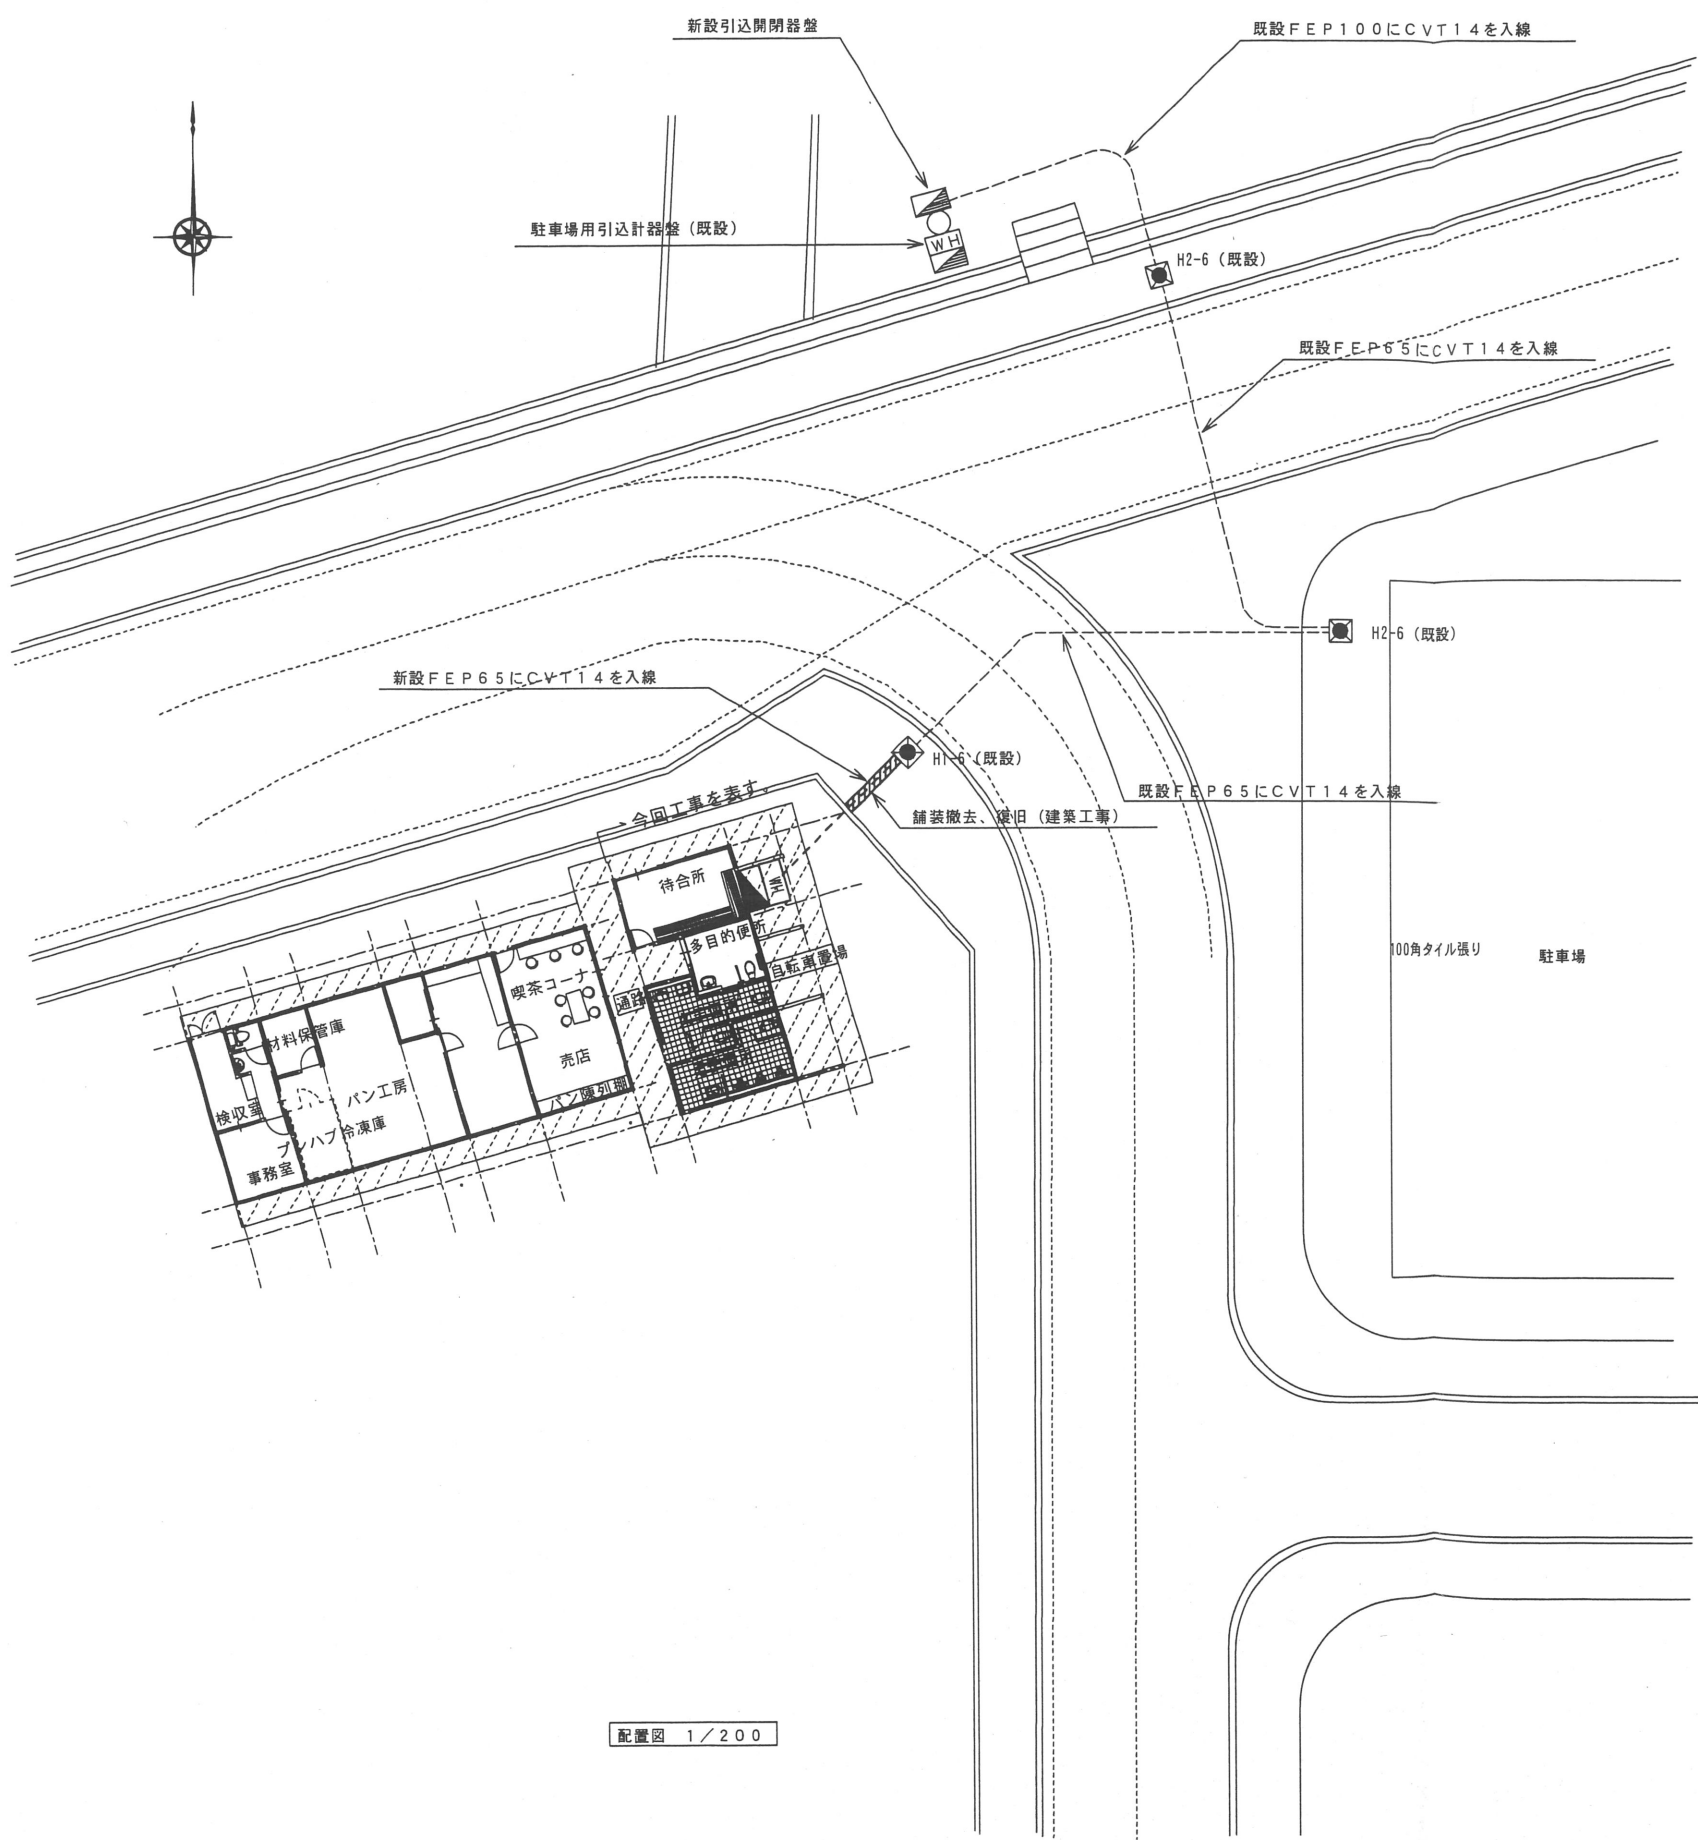 新設引込開閉器盤
既設ＦＥＰ１００にＣＶＴ１４を入線
駐車場用引込計器盤（既設）
ＷＨ
H2-6（既設）
既設ＦＥＰ６５にＣＶＴ１４を入線
H2-6（既設）
新設ＦＥＰ６５にＣＶＴ１４を入線
H1-6（既設）
既設ＦＥＰ６５にＣＶＴ１４を入線
舗装撤去、復旧（建築工事）
今回工事を表す。
待合所
WH
多目的便所
自転車置場
通路
喫茶コーナ
売店
パン陳列棚
材料保管庫
パン工房
検収室
プレハブ冷凍庫
事務室
100角タイル張り
駐車場
配置図　１／２００